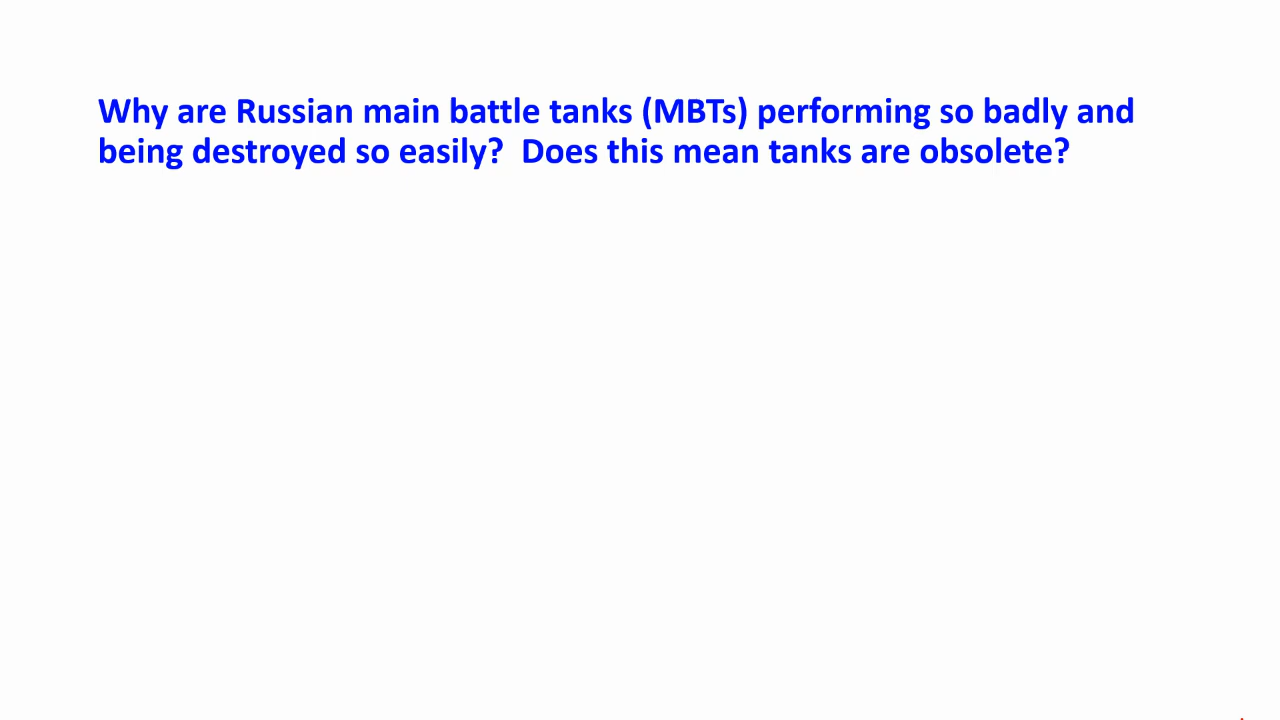 Why are Russian main battle tanks (MBTs) performing so badly and
being destroyed so easily?  Does this mean tanks are obsolete?